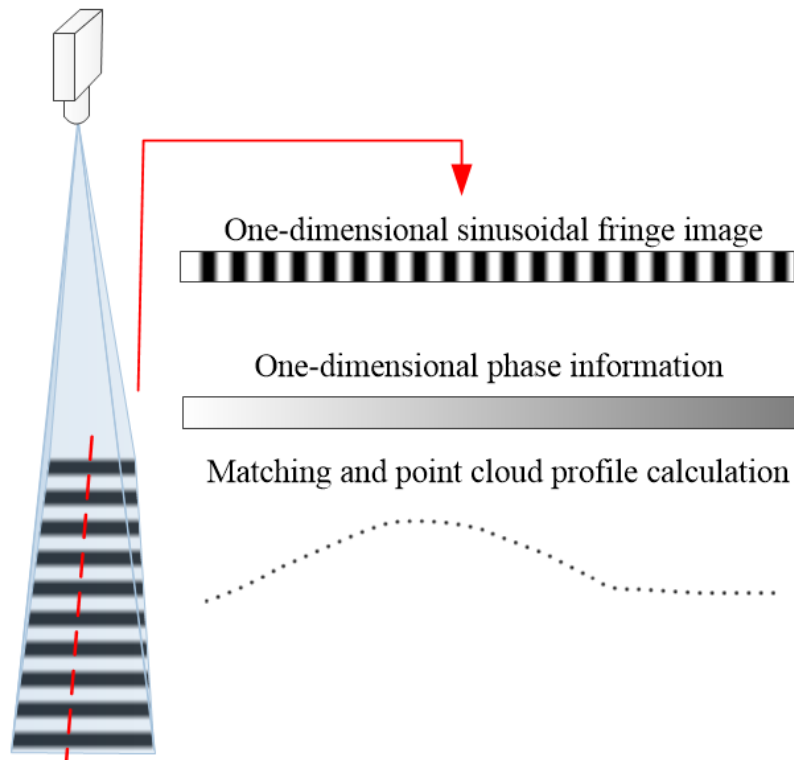 One-dimensional sinusoidal fringe image
One-dimensional phase information
Matching and point cloud profile calculation